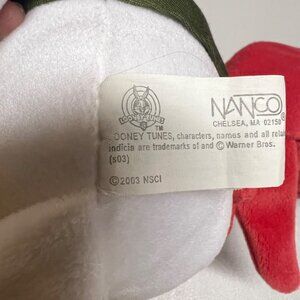 TM
NANCO®
CHELSEA, MA 02150
LOONEY TUNES, characters, names and all rela
indicia are trademarks of and © Warner Bros.
(s03)
© 2003 NSCI